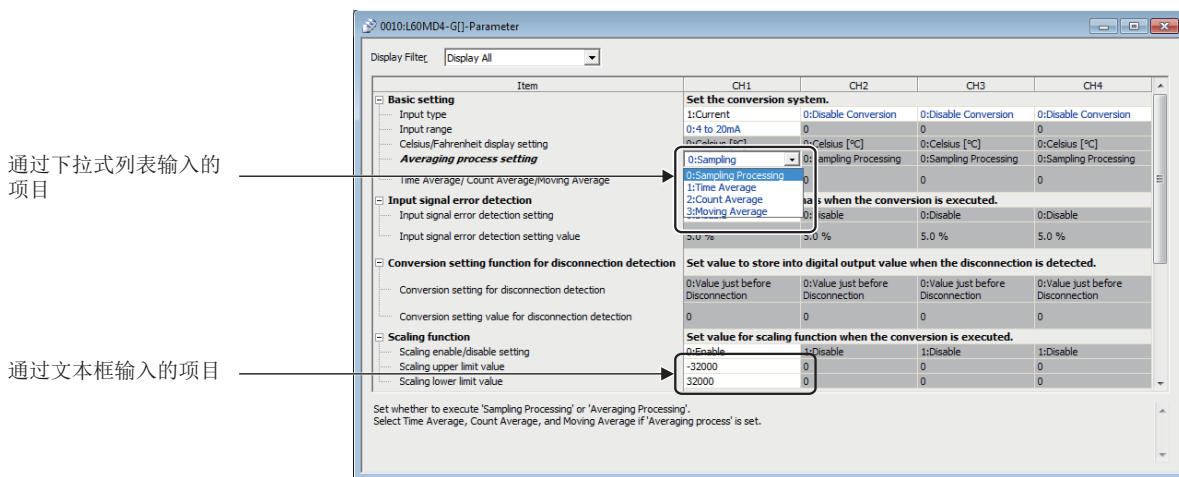 0010:L60MD4-G[]-Parameter
Display Filter Display All
Item CH1 CH2 CH3 CH4
Basic setting Set the conversion system.
Input type 1:Current 0:Disable Conversion 0:Disable Conversion 0:Disable Conversion
Input range 0:4 to 20mA 0 0 0
Celsius/Fahrenheit display setting 0:Celsius [°C] 0:Celsius [°C] 0:Celsius [°C] 0:Celsius [°C]
通过下拉式列表输入的
项目
Averaging process setting 0:Sampling 0:Sampling Processing 0:Sampling Processing 0:Sampling Processing
0:Sampling Processing
1:Time Average
2:Count Average
3:Moving Average
Time Average/ Count Average/Moving Average 0 0 0
Input signal error detection when the conversion is executed.
Input signal error detection setting 0:Disable 0:Disable 0:Disable
Input signal error detection setting value 5.0 % 5.0 % 5.0 % 5.0 %
Conversion setting function for disconnection detection Set value to store into digital output value when the disconnection is detected.
Conversion setting for disconnection detection 0:Value just before Disconnection 0:Value just before Disconnection 0:Value just before Disconnection 0:Value just before Disconnection
Conversion setting value for disconnection detection 0 0 0 0
Scaling function Set value for scaling function when the conversion is executed.
Scaling enable/disable setting 0:Enable 1:Disable 1:Disable 1:Disable
通过文本框输入的项目
Scaling upper limit value -32000 0 0 0
Scaling lower limit value 32000 0 0 0
Set whether to execute 'Sampling Processing' or 'Averaging Processing'.
Select Time Average, Count Average, and Moving Average if 'Averaging process' is set.